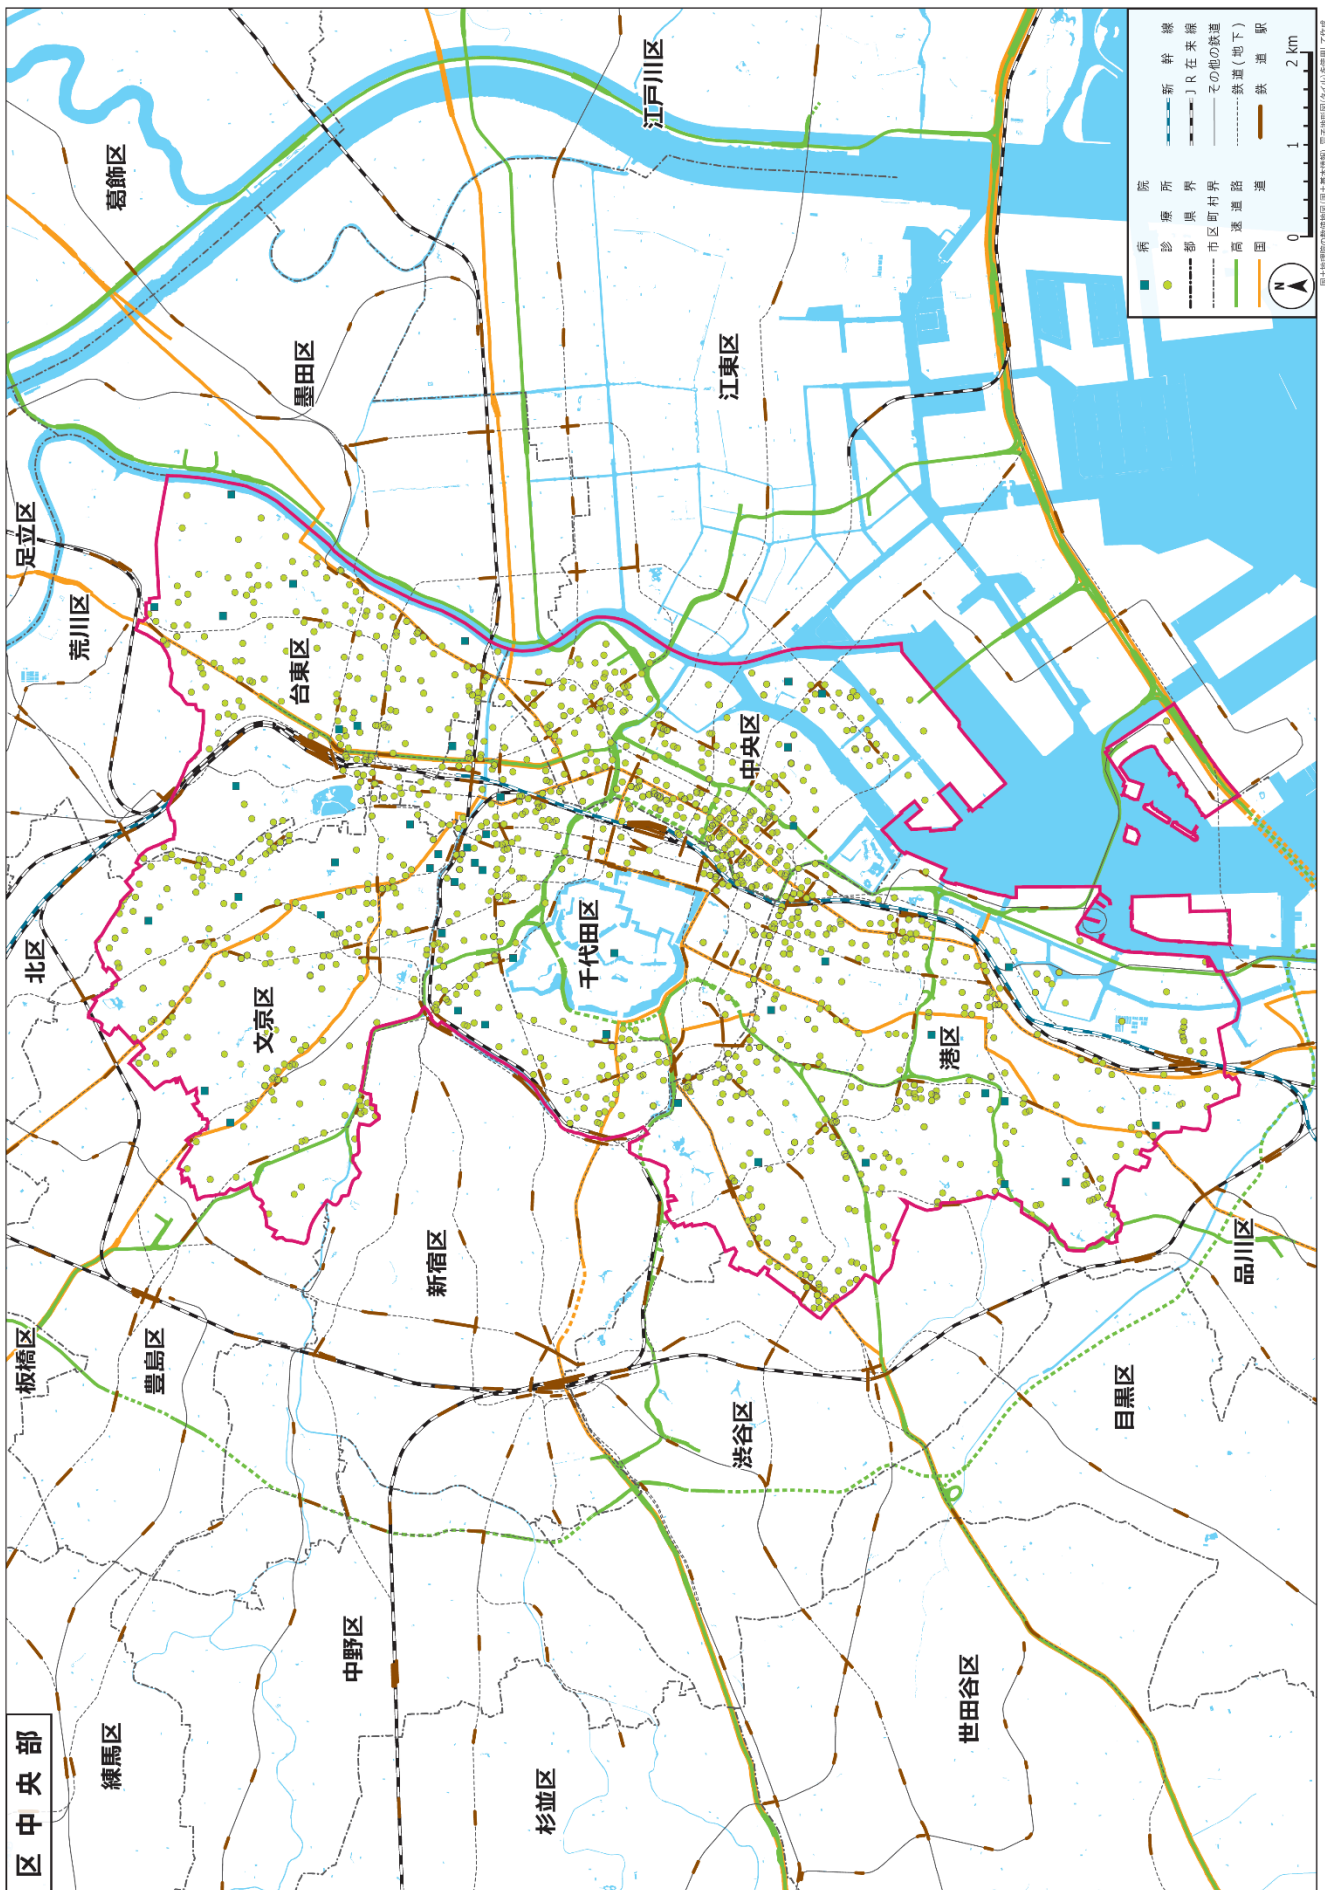 区中央部
練馬区
板橋区
豊島区
北区
荒川区
足立区
葛飾区
中野区
新宿区
文京区
台東区
墨田区
杉並区
千代田区
江戸川区
渋谷区
中央区
江東区
世田谷区
目黒区
港区
品川区
病院
診療所
都県界
市区町村界
高速道路
国道
新幹線
JR在来線
その他の鉄道
鉄道(地下)
鉄道駅
N
0 1 2 km